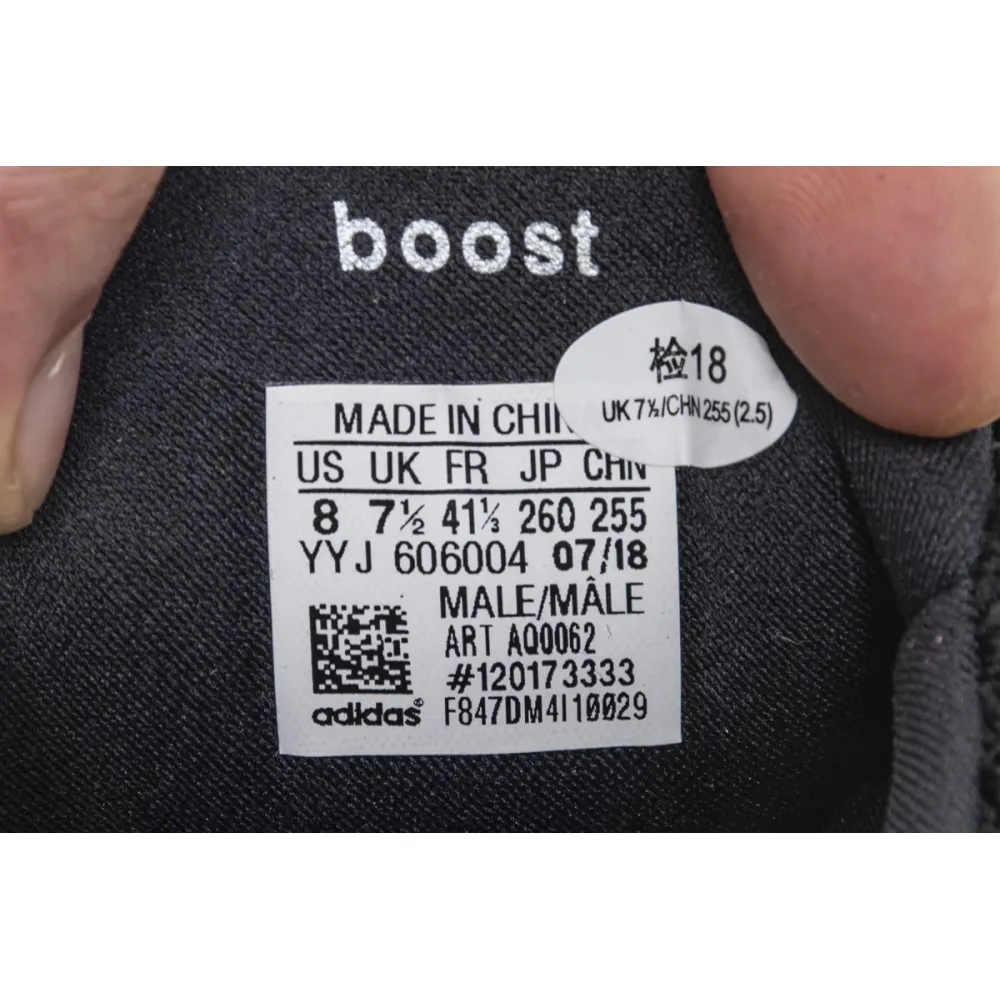 boost
检18
UK 7½/CHN 255 (2.5)
MADE IN CHIN
US UK FR JP CHN
8 7½ 41⅓ 260 255
YYJ 606004 07/18
MALE/MÂLE
ART AQ0062
#120173333
adidas® F847DM4I10029